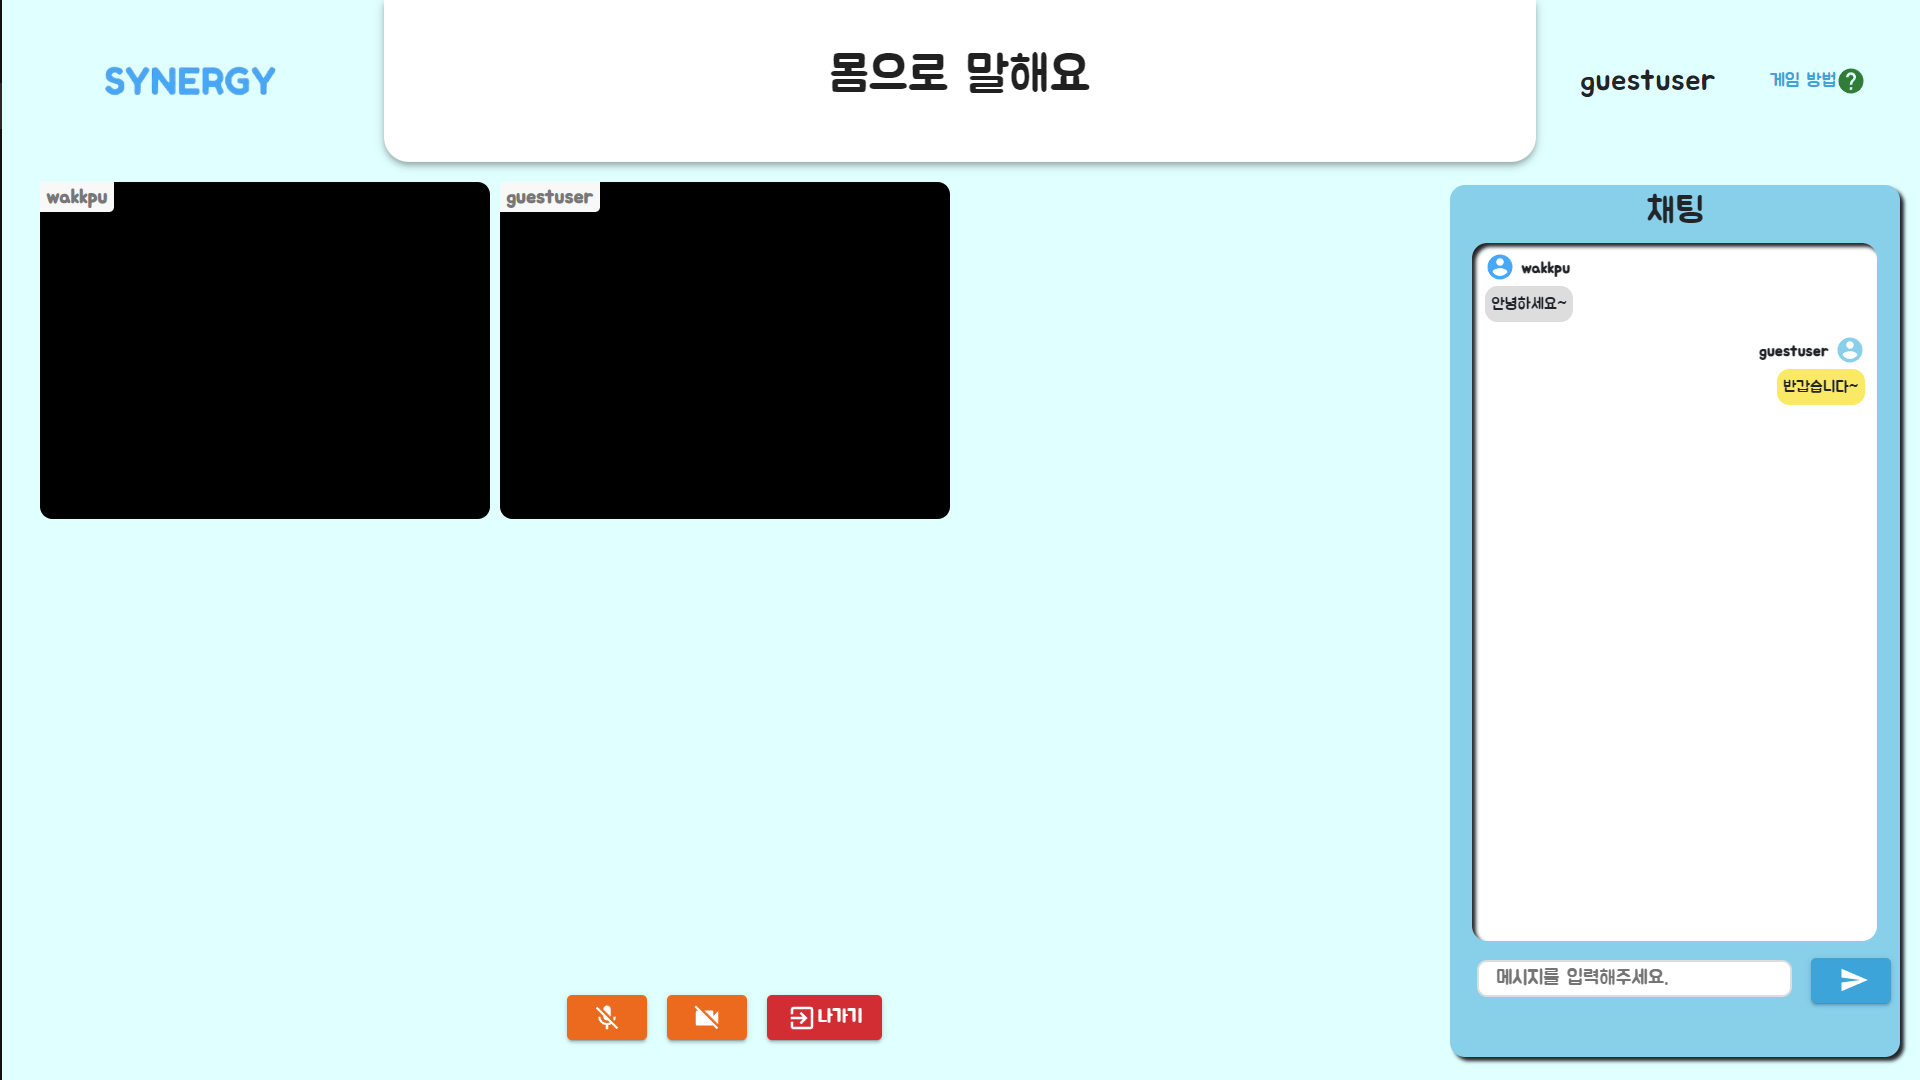 SYNERGY
몸으로 말해요
guestuser
게임 방법
wakkpu
guestuser
채팅
wakkpu
안녕하세요~
guestuser
반갑습니다~
메시지를 입력해주세요.
나가기